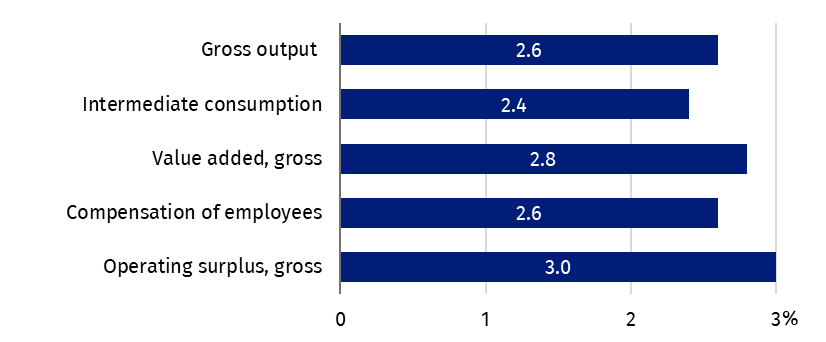 Gross output 2.6
Intermediate consumption 2.4
Value added, gross 2.8
Compensation of employees 2.6
Operating surplus, gross 3.0
0 1 2 3%